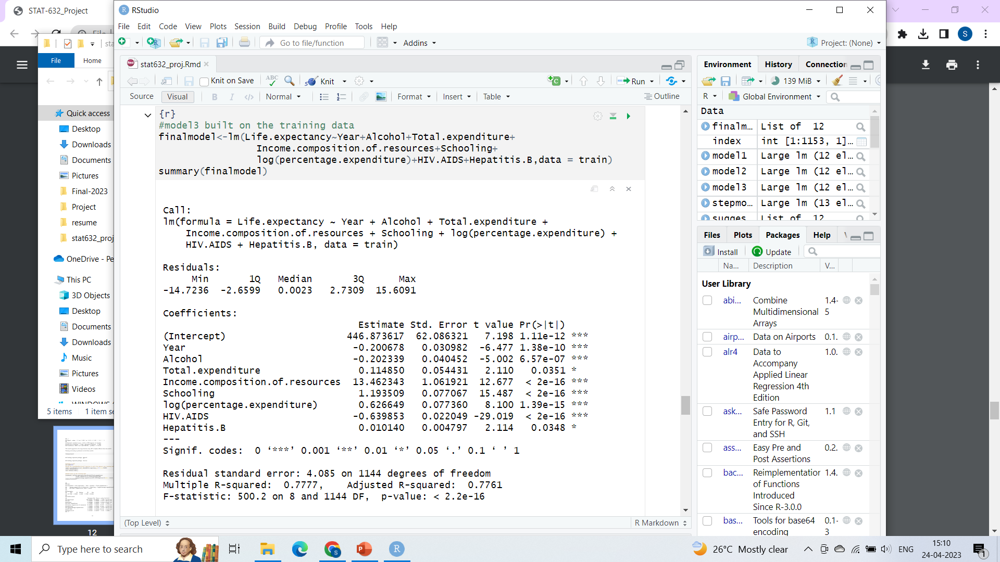 STAT-632_Project
RStudio
File Edit Code View Plots Session Build Debug Profile Tools Help
Go to file/function
Addins
Project: (None)
File
Home
Quick access
Desktop
Downloads
Documents
Pictures
Final-2023
Project
resume
stat632_proj
OneDrive - Pe
This PC
3D Objects
Desktop
Documents
Downloads
Music
Pictures
Videos
5 items 1 item se
12
stat632_proj.Rmd
Knit on Save
ABC
Knit
Run
Source Visual B I </> Normal Format Insert Table Outline
{r}
#model3 built on the training data
finalmodel<-lm(Life.expectancy~Year+Alcohol+Total.expenditure+
Income.composition.of.resources+Schooling+
log(percentage.expenditure)+HIV.AIDS+Hepatitis.B,data = train)
summary(finalmodel)
Call:
lm(formula = Life.expectancy ~ Year + Alcohol + Total.expenditure +
Income.composition.of.resources + Schooling + log(percentage.expenditure) +
HIV.AIDS + Hepatitis.B, data = train)
Residuals:
Min 1Q Median 3Q Max
-14.7236 -2.6599 0.0023 2.7309 15.6091
Coefficients:
Estimate Std. Error t value Pr(>|t|)
(Intercept) 446.873617 62.086321 7.198 1.11e-12 ***
Year -0.200678 0.030982 -6.477 1.38e-10 ***
Alcohol -0.202339 0.040452 -5.002 6.57e-07 ***
Total.expenditure 0.114850 0.054431 2.110 0.0351 *
Income.composition.of.resources 13.462343 1.061921 12.677 < 2e-16 ***
Schooling 1.193509 0.077067 15.487 < 2e-16 ***
log(percentage.expenditure) 0.626649 0.077360 8.100 1.39e-15 ***
HIV.AIDS -0.639853 0.022049 -29.019 < 2e-16 ***
Hepatitis.B 0.010140 0.004797 2.114 0.0348 *
---
Signif. codes: 0 ‘***’ 0.001 ‘**’ 0.01 ‘*’ 0.05 ‘.’ 0.1 ‘ ’ 1
Residual standard error: 4.085 on 1144 degrees of freedom
Multiple R-squared: 0.7777, Adjusted R-squared: 0.7761
F-statistic: 500.2 on 8 and 1144 DF, p-value: < 2.2e-16
(Top Level)
R Markdown
Environment History Connection
139 MiB
R Global Environment
Data
finalm... List of 12
index int [1:1153, 1]...
model1 Large lm (12 el...
model2 Large lm (12 el...
model3 Large lm (12 el...
stepmo... Large lm (13 el...
sugges List of 12
Files Plots Packages Help
Install Update
Na... Description V...
User Library
abi... Combine Multidimensional Arrays 1.4-5
airp... Data on Airports 0.1.
alr4 Data to Accompany Applied Linear Regression 4th Edition 1.0.
ask... Safe Password Entry for R, Git, and SSH 1.1
ass... Easy Pre and Post Assertions 0.2.
bac... Reimplementation of Functions Introduced Since R-3.0.0 1.4.
bas... Tools for base64 encoding 0.1-3
S
Type here to search
26°C Mostly clear
ENG
15:10
24-04-2023
1